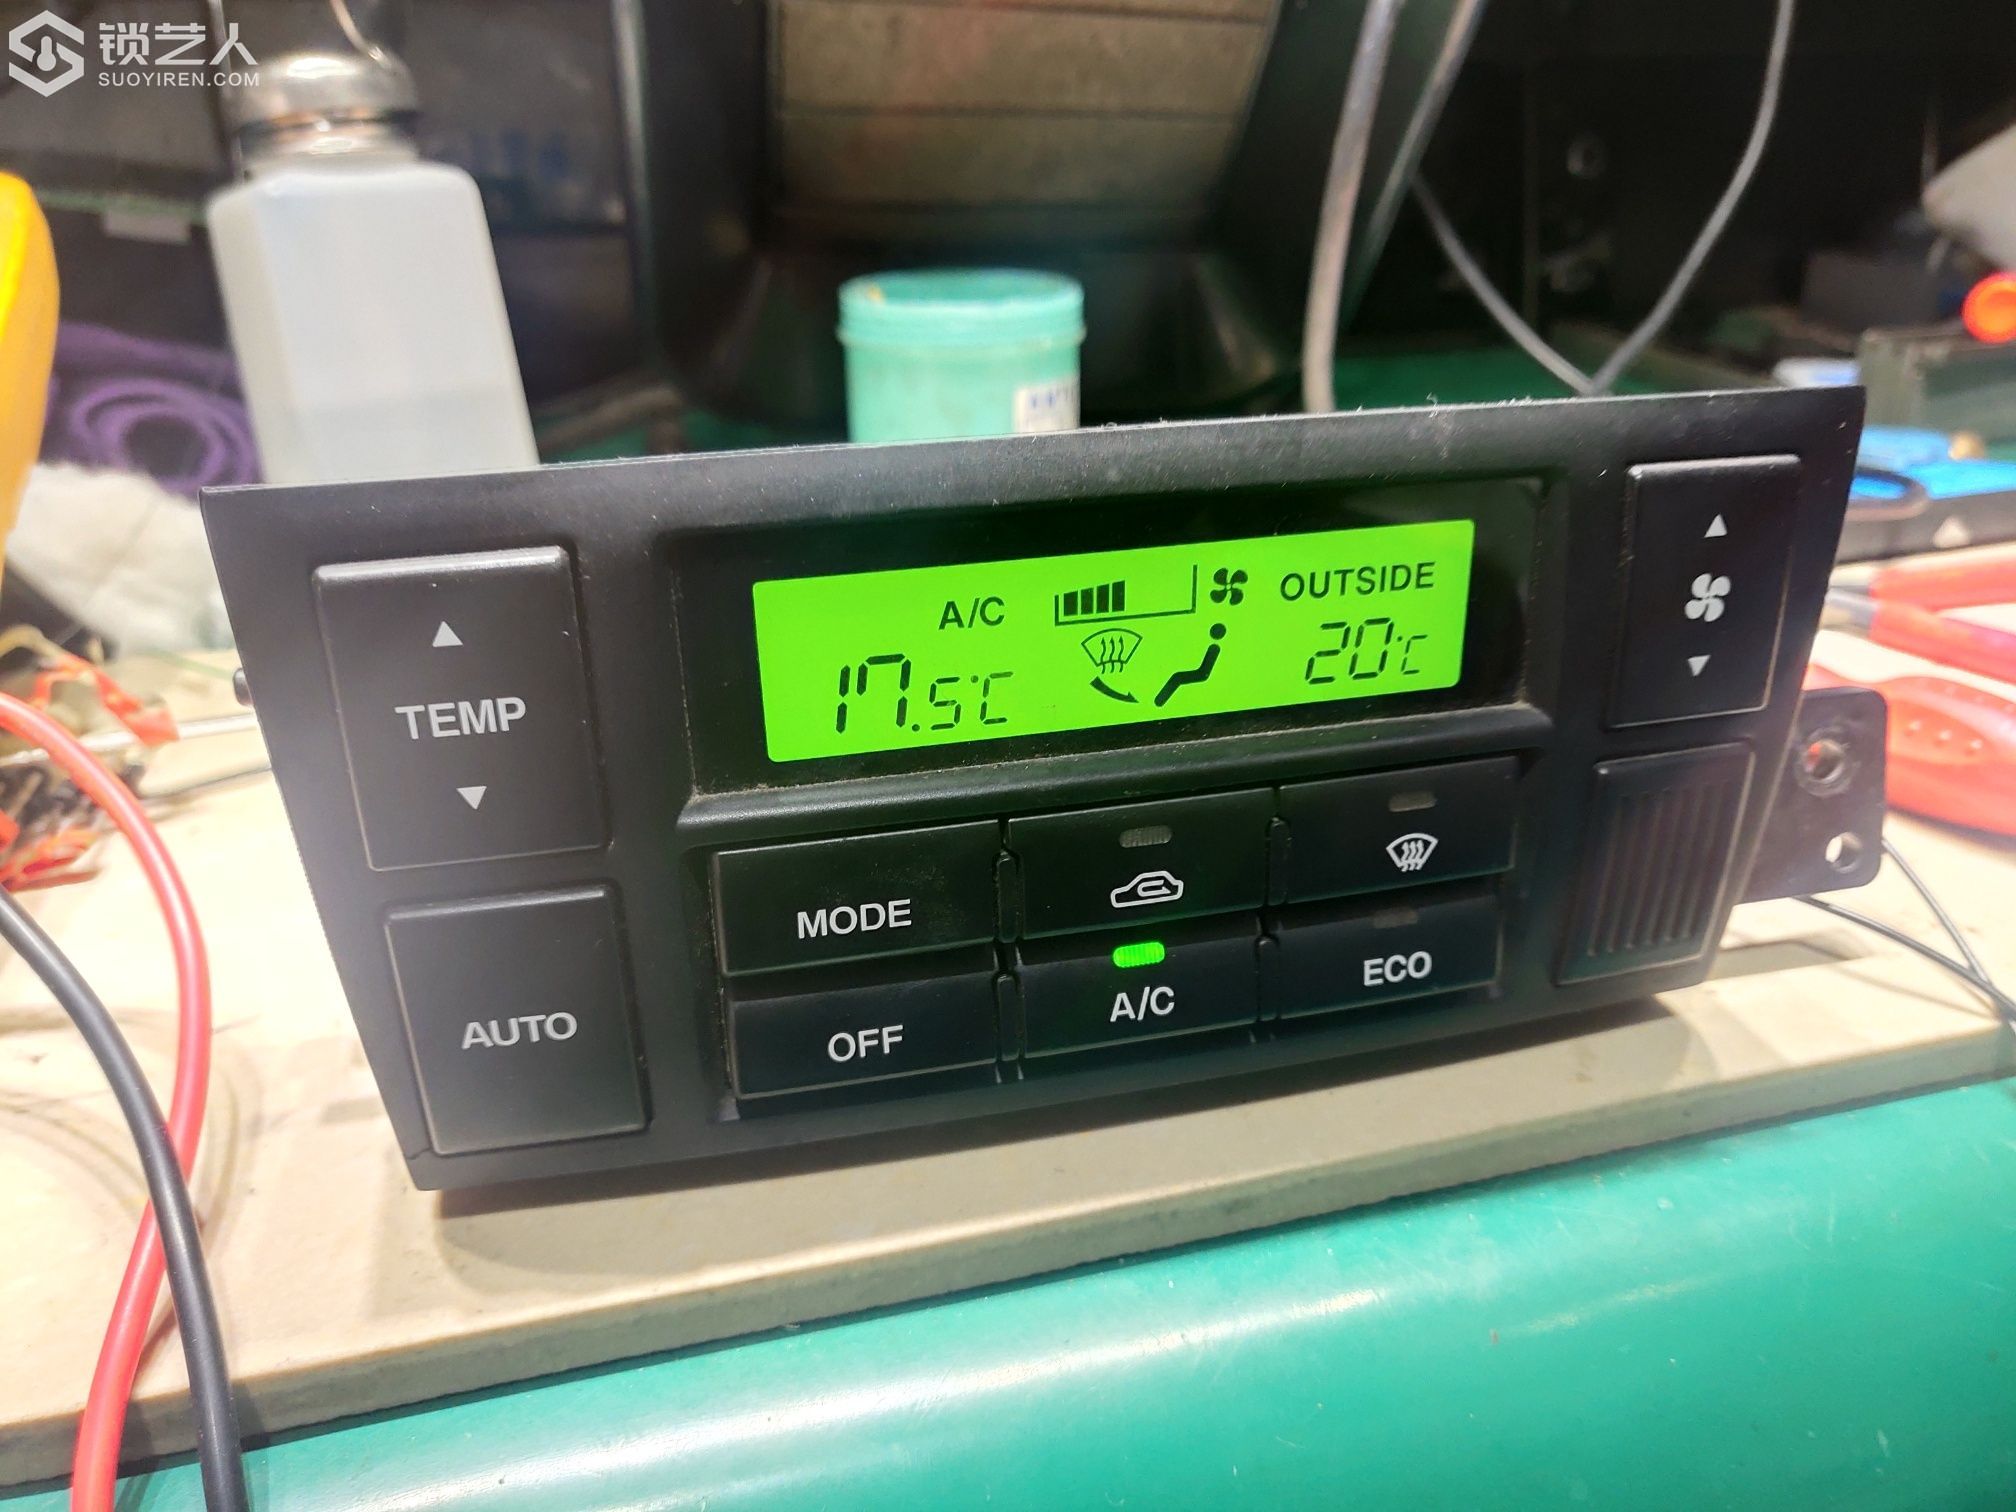 锁艺人
SUOYIREN.COM
A/C
OUTSIDE
17.5℃
20℃
TEMP
MODE
AUTO
OFF
A/C
ECO